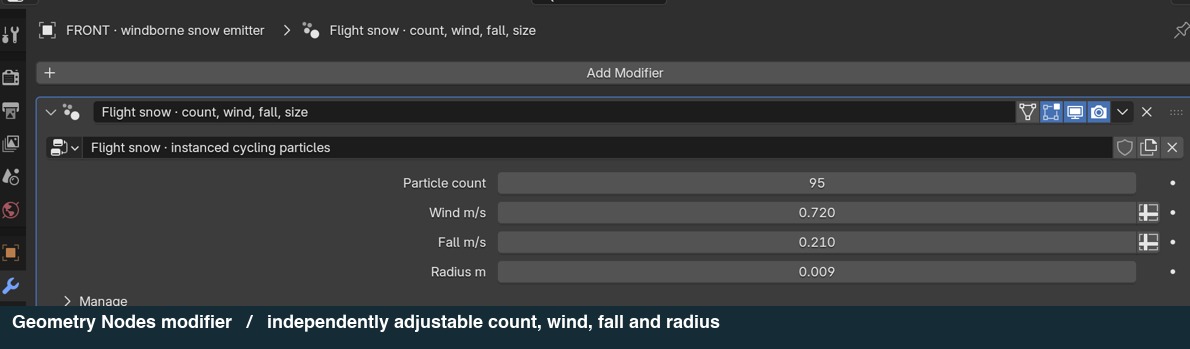 FRONT · windborne snow emitter > Flight snow · count, wind, fall, size
Add Modifier
Flight snow · count, wind, fall, size
Flight snow · instanced cycling particles
Particle count 95
Wind m/s 0.720
Fall m/s 0.210
Radius m 0.009
Manage
Geometry Nodes modifier / independently adjustable count, wind, fall and radius